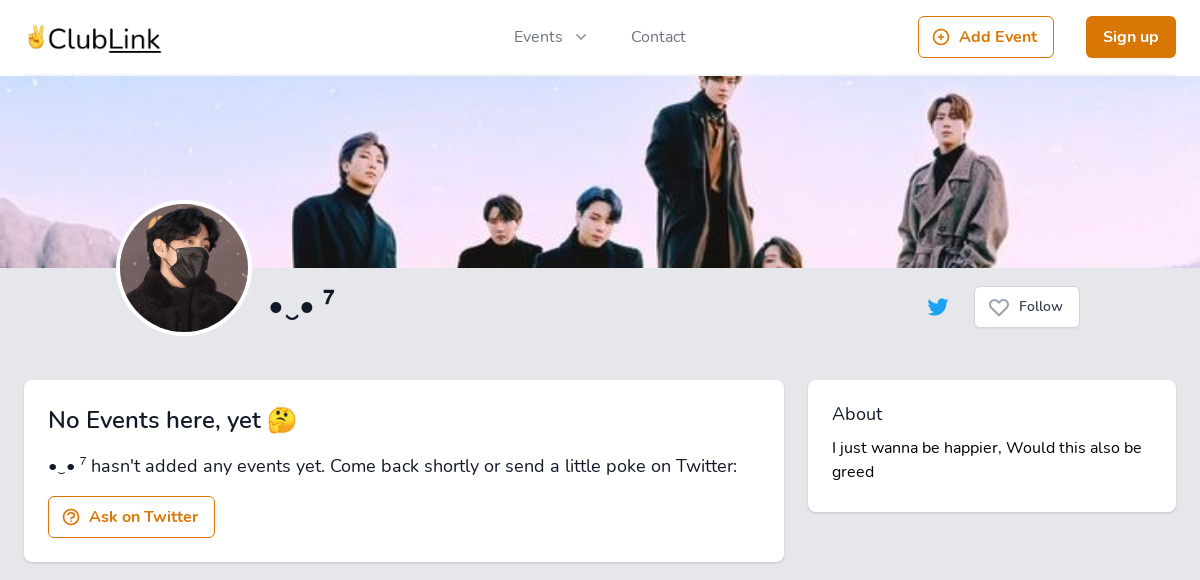 ✌️ClubLink
Events
Contact
Add Event
Sign up
•‿• ⁷
Follow
No Events here, yet 🤔
•‿• ⁷ hasn't added any events yet. Come back shortly or send a little poke on Twitter:
Ask on Twitter
About
I just wanna be happier, Would this also be
greed